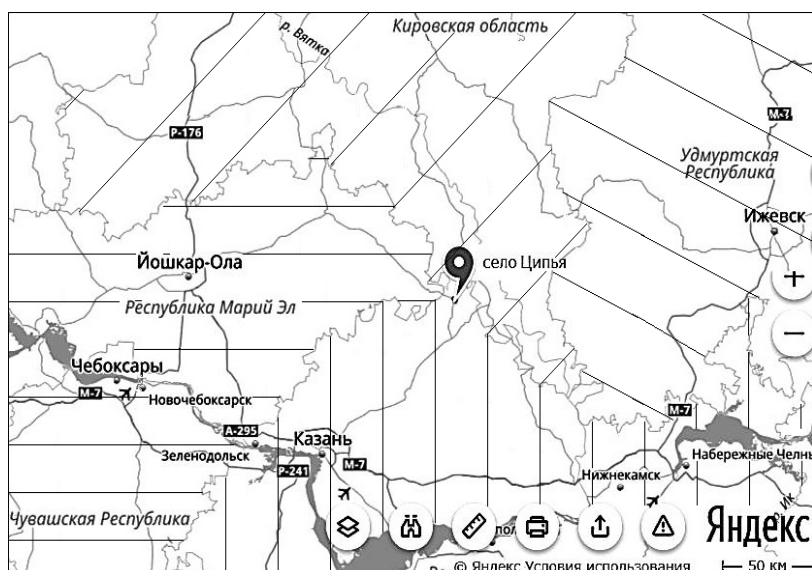 Кировская область
р. Вятка
М-7
Р-176
Удмуртская
Республика
Ижевск
село Ципья
Йошкар-Ола
Республика Марий Эл
Чебоксары
М-7
Новочебоксарск
М-7
А-295
Казань
Зеленодольск
Р-241
М-7
Набережные Челны
Нижнекамск
Чувашская Республика
Ик
Яндекс
© Яндекс Условия использования
50 км